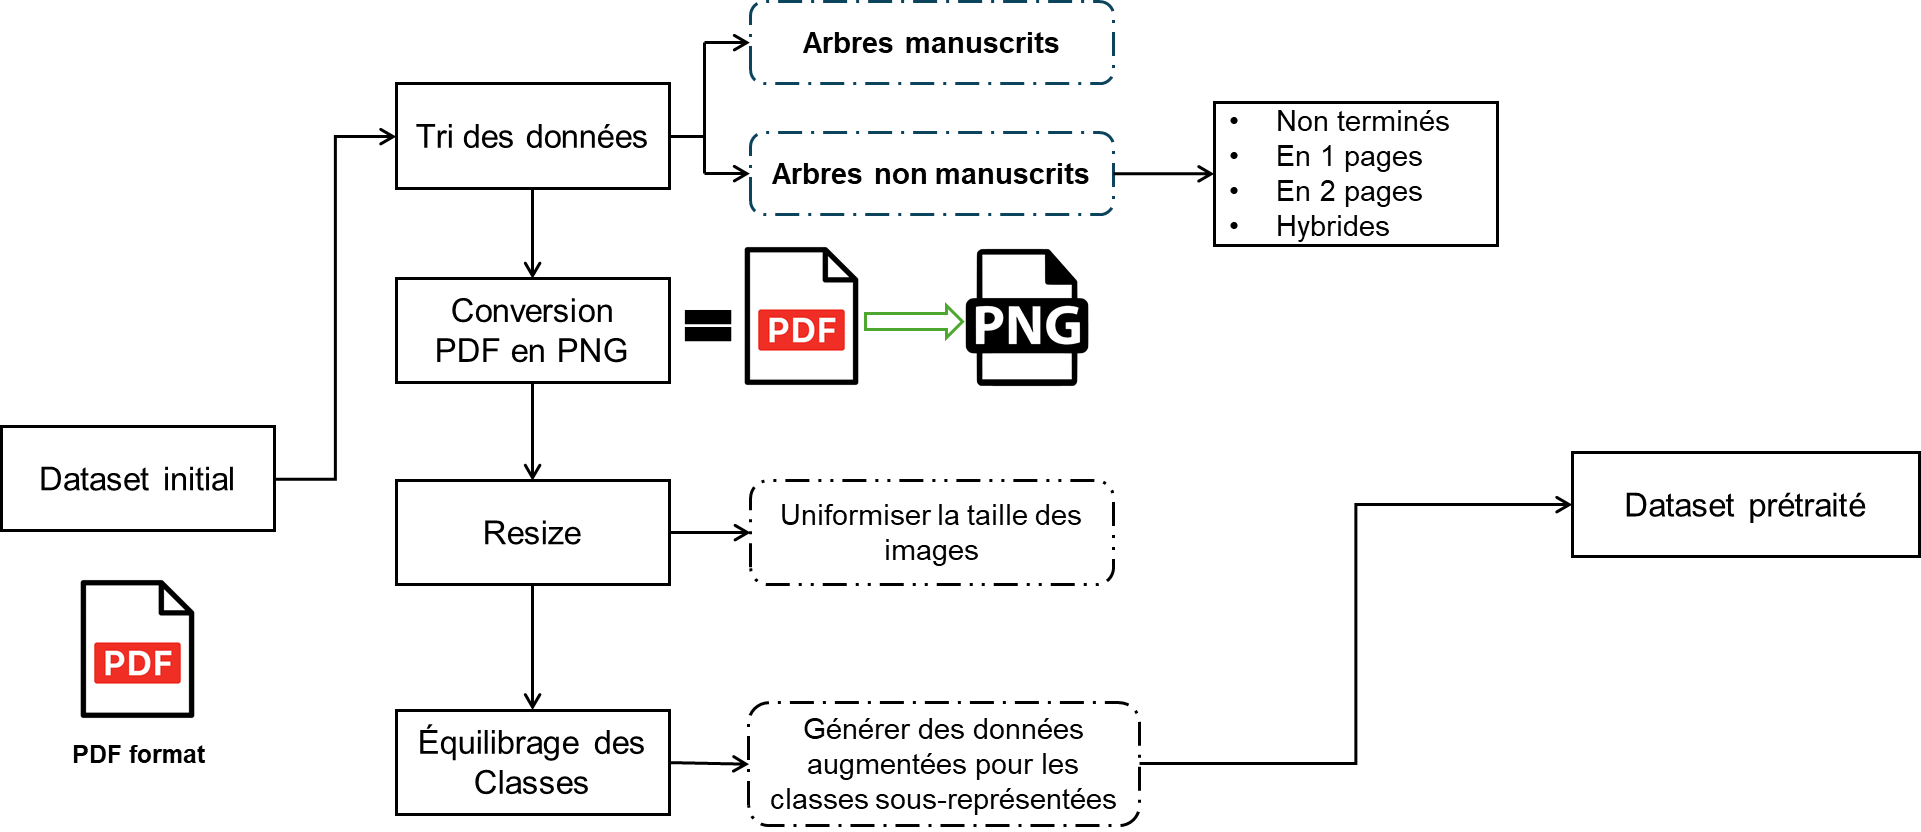 Arbres manuscrits
Tri des données
Arbres non manuscrits
• Non terminés
• En 1 pages
• En 2 pages
• Hybrides
Conversion
PDF en PNG
PDF
PNG
Dataset initial
PDF
PDF format
Resize
Uniformiser la taille des
images
Équilibrage des
Classes
Générer des données
augmentées pour les
classes sous-représentées
Dataset prétraité